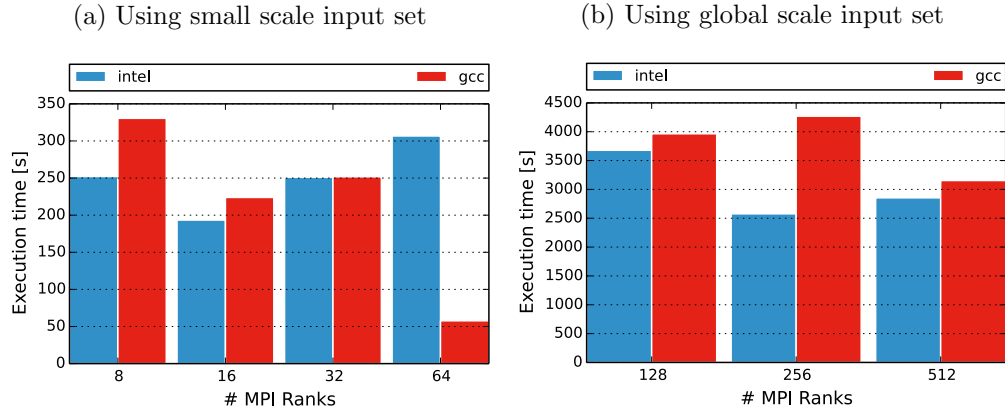 (a) Using small scale input set
(b) Using global scale input set
intel gcc
350
300
250
200
150
100
50
0
Execution time [s]
8 16 32 64
# MPI Ranks
intel gcc
4500
4000
3500
3000
2500
2000
1500
1000
500
0
Execution time [s]
128 256 512
# MPI Ranks